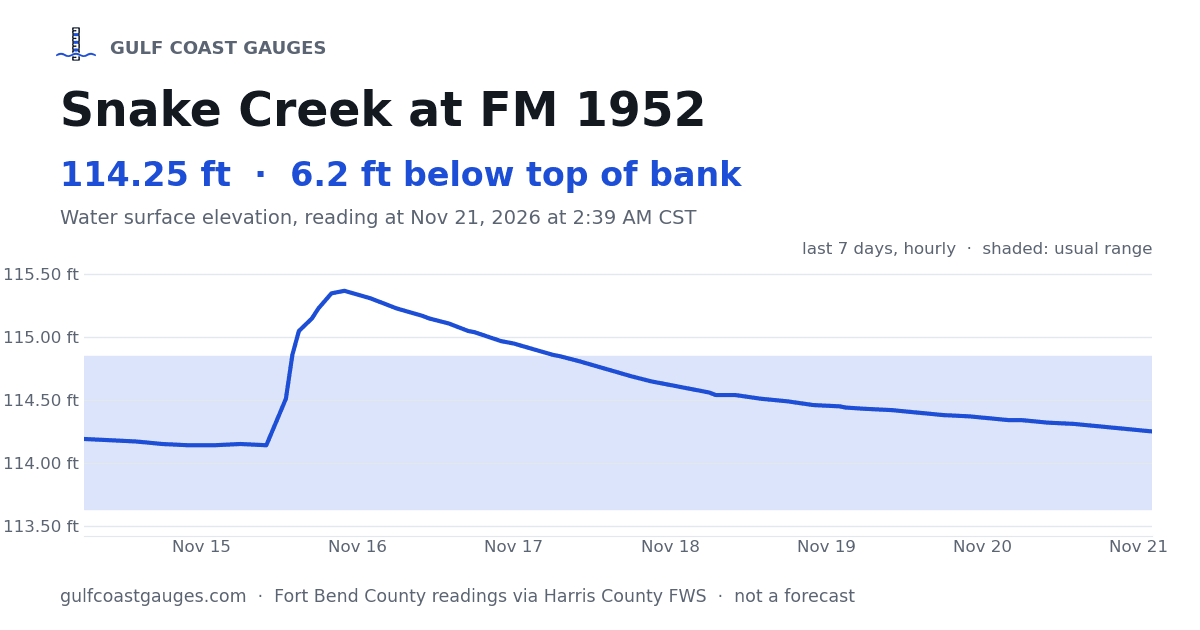 GULF COAST GAUGES
Snake Creek at FM 1952
114.25 ft · 6.2 ft below top of bank
Water surface elevation, reading at Nov 21, 2026 at 2:39 AM CST
last 7 days, hourly · shaded: usual range
115.50 ft
115.00 ft
114.50 ft
114.00 ft
113.50 ft
Nov 15 Nov 16 Nov 17 Nov 18 Nov 19 Nov 20 Nov 21
gulfcoastgauges.com · Fort Bend County readings via Harris County FWS · not a forecast